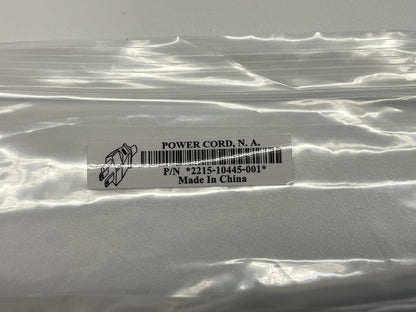 POWER CORD, N. A.
P/N *2215-10445-001*
Made In China